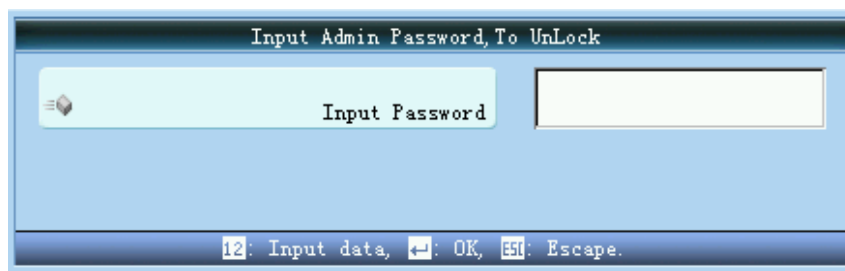 Input Admin Password,To UnLock
Input Password
12: Input data, ↵: OK, ESC: Escape.